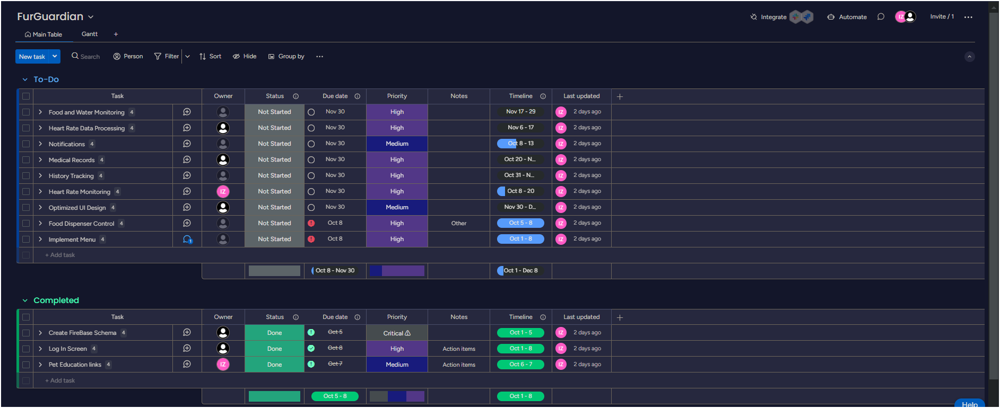 FurGuardian
Integrate Automate IZ Invite / 1
Main Table Gantt +
New task Search Person Filter Sort Hide Group by
To-Do
Task Owner Status Due date Priority Notes Timeline Last updated +
Food and Water Monitoring 4 Not Started Nov 30 High Nov 17 - 29 IZ 2 days ago
Heart Rate Data Processing 4 Not Started Nov 30 High Nov 6 - 17 IZ 2 days ago
Notifications 4 Not Started Nov 30 Medium Oct 8 - 13 IZ 2 days ago
Medical Records 4 Not Started Nov 30 High Oct 20 - N... IZ 2 days ago
History Tracking 4 Not Started Nov 30 High Oct 31 - N... IZ 2 days ago
Heart Rate Monitoring 4 IZ Not Started Nov 30 High Oct 8 - 20 IZ 2 days ago
Optimized UI Design 4 Not Started Nov 30 Medium Nov 30 - D... IZ 2 days ago
Food Dispenser Control 4 Not Started Oct 8 High Other Oct 5 - 8 IZ 2 days ago
Implement Menu 4 1 Not Started Oct 8 High Oct 1 - 8 IZ 2 days ago
+ Add task
Oct 8 - Nov 30 Oct 1 - Dec 8
Completed
Task Owner Status Due date Priority Notes Timeline Last updated +
Create FireBase Schema 4 Done Oct 5 Critical Oct 1 - 5 IZ 2 days ago
Log In Screen 4 Done Oct 8 High Action items Oct 1 - 8 IZ 2 days ago
Pet Education links 4 IZ Done Oct 7 Medium Action items Oct 6 - 7 IZ 2 days ago
+ Add task
Oct 5 - 8 Oct 1 - 8
Help